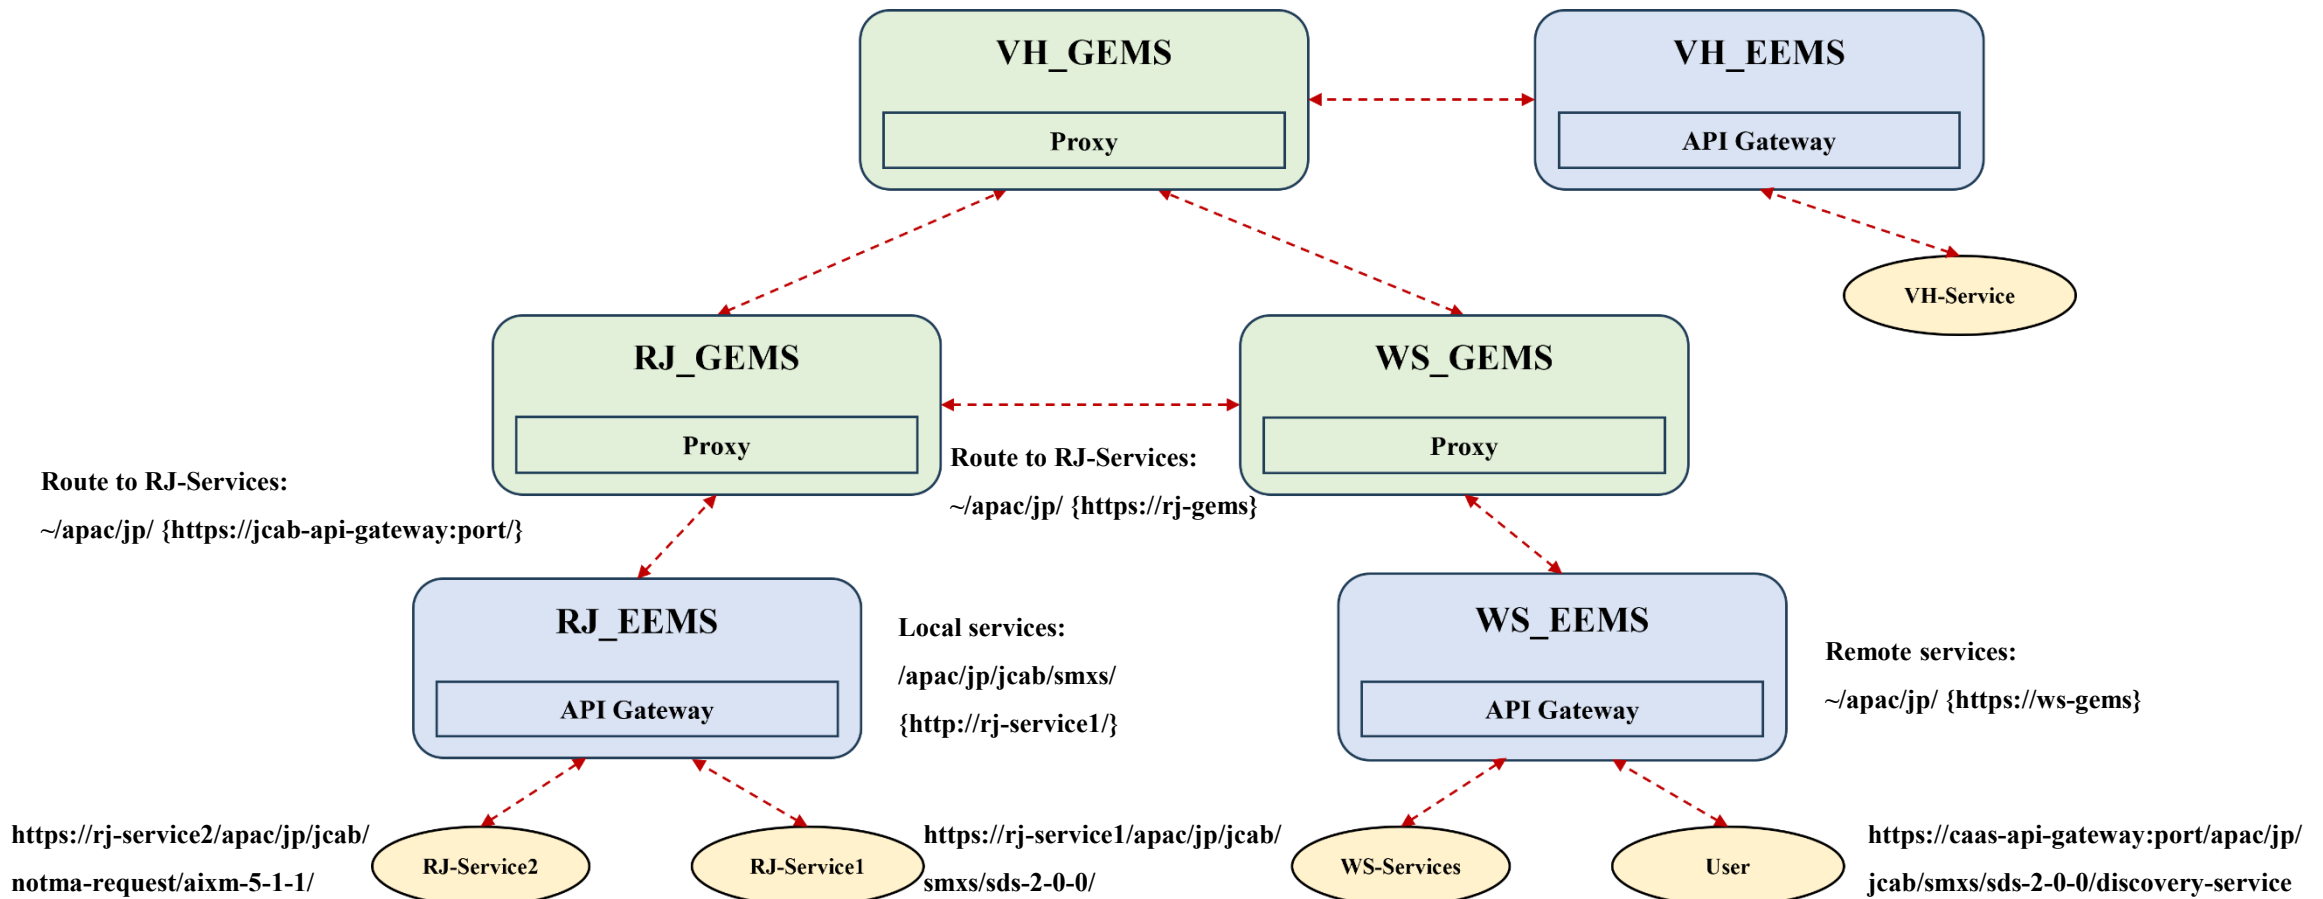 VH_GEMS
Proxy
VH_EEMS
API Gateway
VH-Service
RJ_GEMS
Proxy
WS_GEMS
Proxy
Route to RJ-Services:
~/apac/jp/ {https://jcab-api-gateway:port/}
Route to RJ-Services:
~/apac/jp/ {https://rj-gems}
RJ_EEMS
API Gateway
Local services:
/apac/jp/jcab/smxs/
{http://rj-service1/}
WS_EEMS
API Gateway
Remote services:
~/apac/jp/ {https://ws-gems}
https://rj-service2/apac/jp/jcab/
notma-request/aixm-5-1-1/
RJ-Service2
RJ-Service1
https://rj-service1/apac/jp/jcab/
smxs/sds-2-0-0/
WS-Services
User
https://caas-api-gateway:port/apac/jp/
jcab/smxs/sds-2-0-0/discovery-service